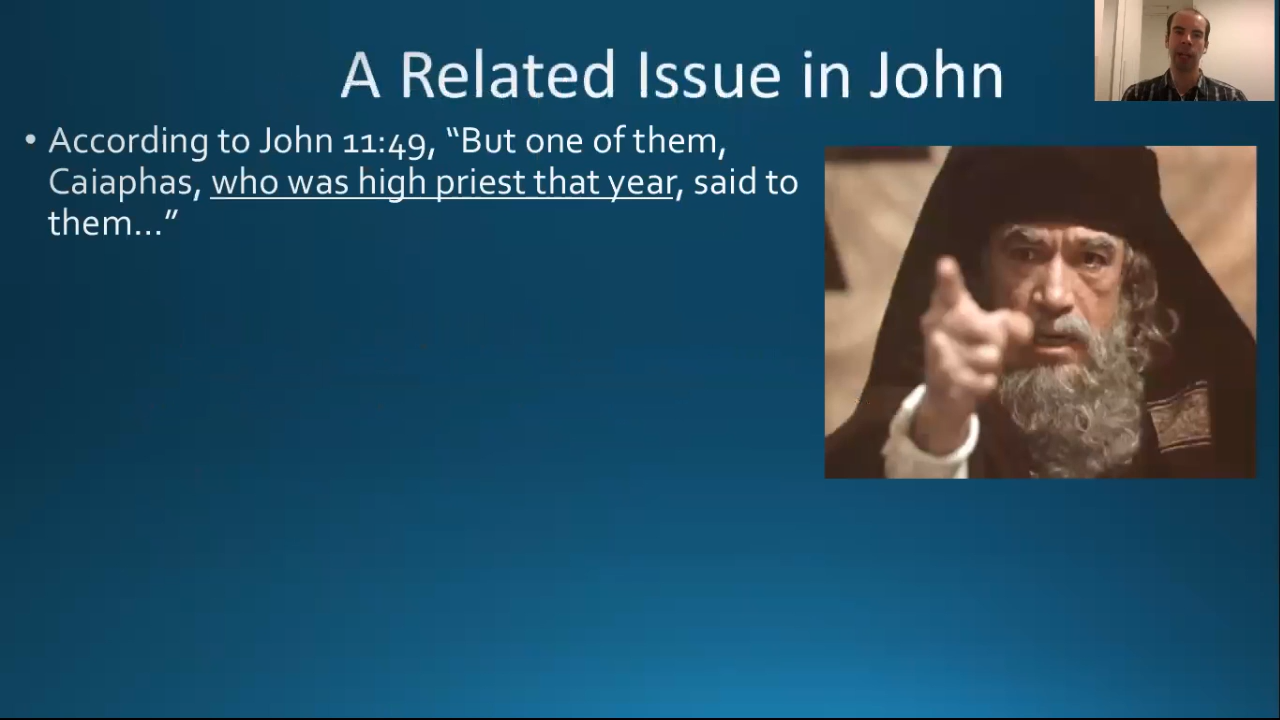 A Related Issue in John
• According to John 11:49, “But one of them,
Caiaphas, who was high priest that year, said to
them...”